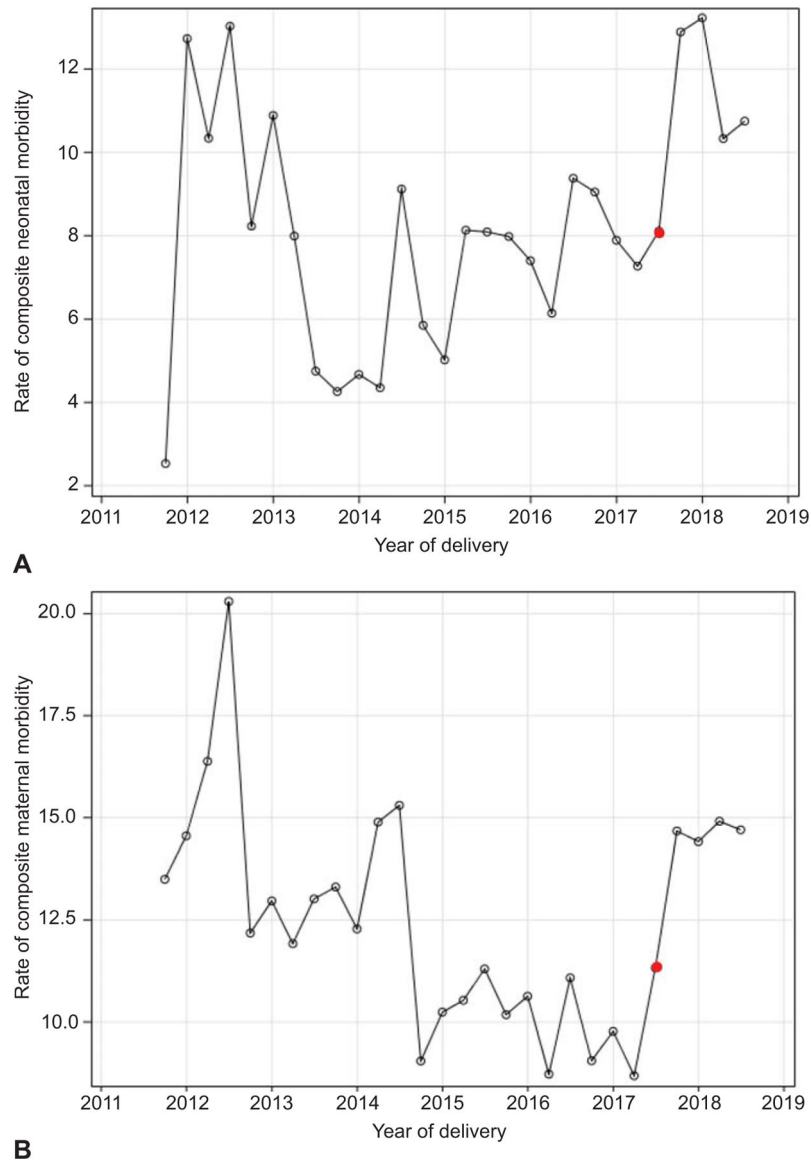 Rate of composite neonatal morbidity
12
10
8
6
4
2
2011 2012 2013 2014 2015 2016 2017 2018 2019
Year of delivery
A
Rate of composite maternal morbidity
20.0
17.5
15.0
12.5
10.0
2011 2012 2013 2014 2015 2016 2017 2018 2019
Year of delivery
B